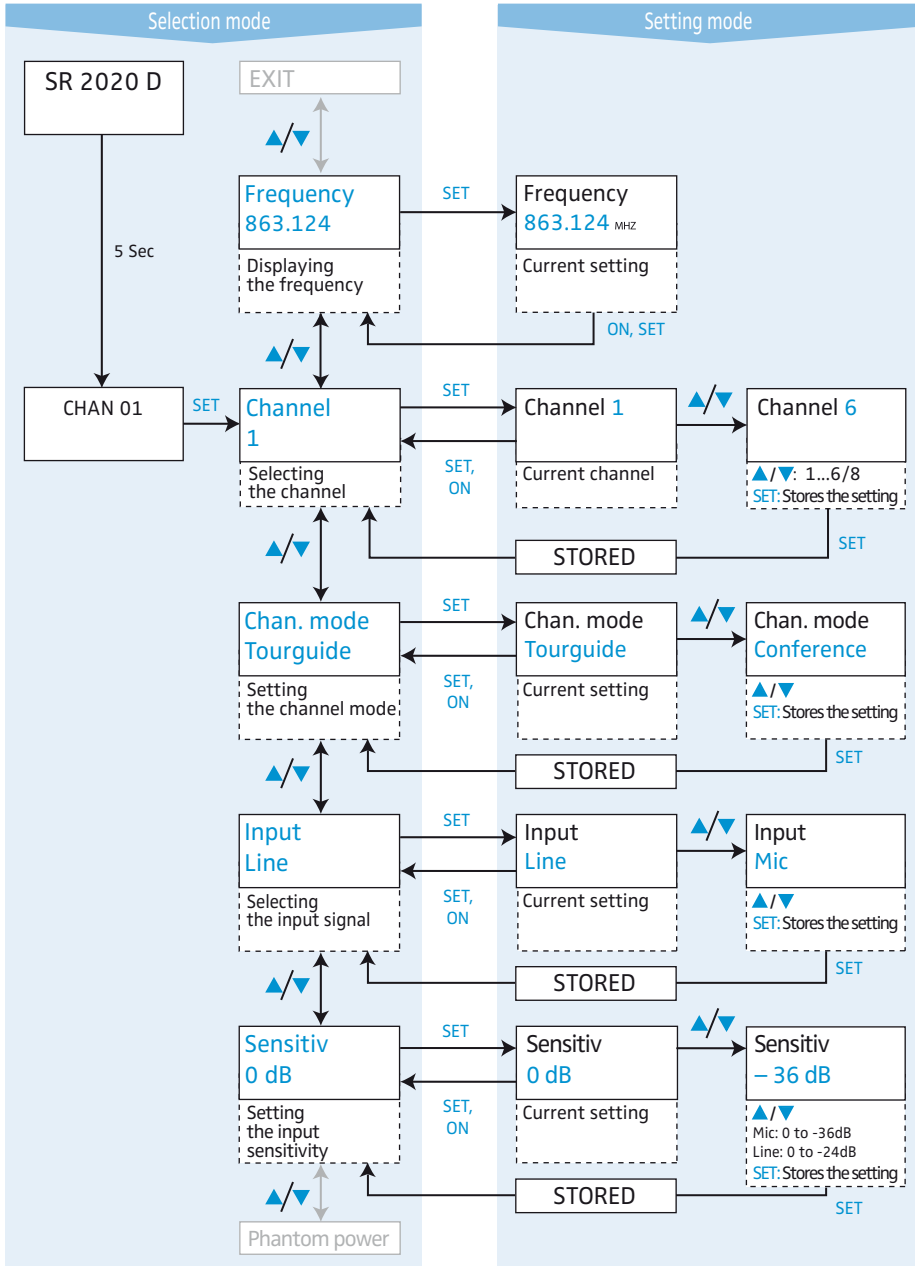 Selection mode
Setting mode
SR 2020 D
EXIT
▲/▼
Frequency
863.124
SET
Frequency
863.124 MHZ
5 Sec
Displaying
the frequency
Current setting
ON, SET
▲/▼
CHAN 01
SET
Channel
1
SET
Channel 1
▲/▼
Channel 6
Selecting
the channel
SET,
ON
Current channel
▲/▼: 1...6/8
SET: Stores the setting
▲/▼
STORED
SET
Chan. mode
Tourguide
SET
Chan. mode
Tourguide
▲/▼
Chan. mode
Conference
Setting
the channel mode
SET,
ON
Current setting
▲/▼
SET: Stores the setting
▲/▼
STORED
SET
Input
Line
SET
Input
Line
▲/▼
Input
Mic
Selecting
the input signal
SET,
ON
Current setting
▲/▼
SET: Stores the setting
▲/▼
STORED
SET
Sensitiv
0 dB
SET
Sensitiv
0 dB
▲/▼
Sensitiv
– 36 dB
Setting
the input
sensitivity
SET,
ON
Current setting
▲/▼
Mic: 0 to -36dB
Line: 0 to -24dB
SET: Stores the setting
▲/▼
STORED
SET
Phantom power